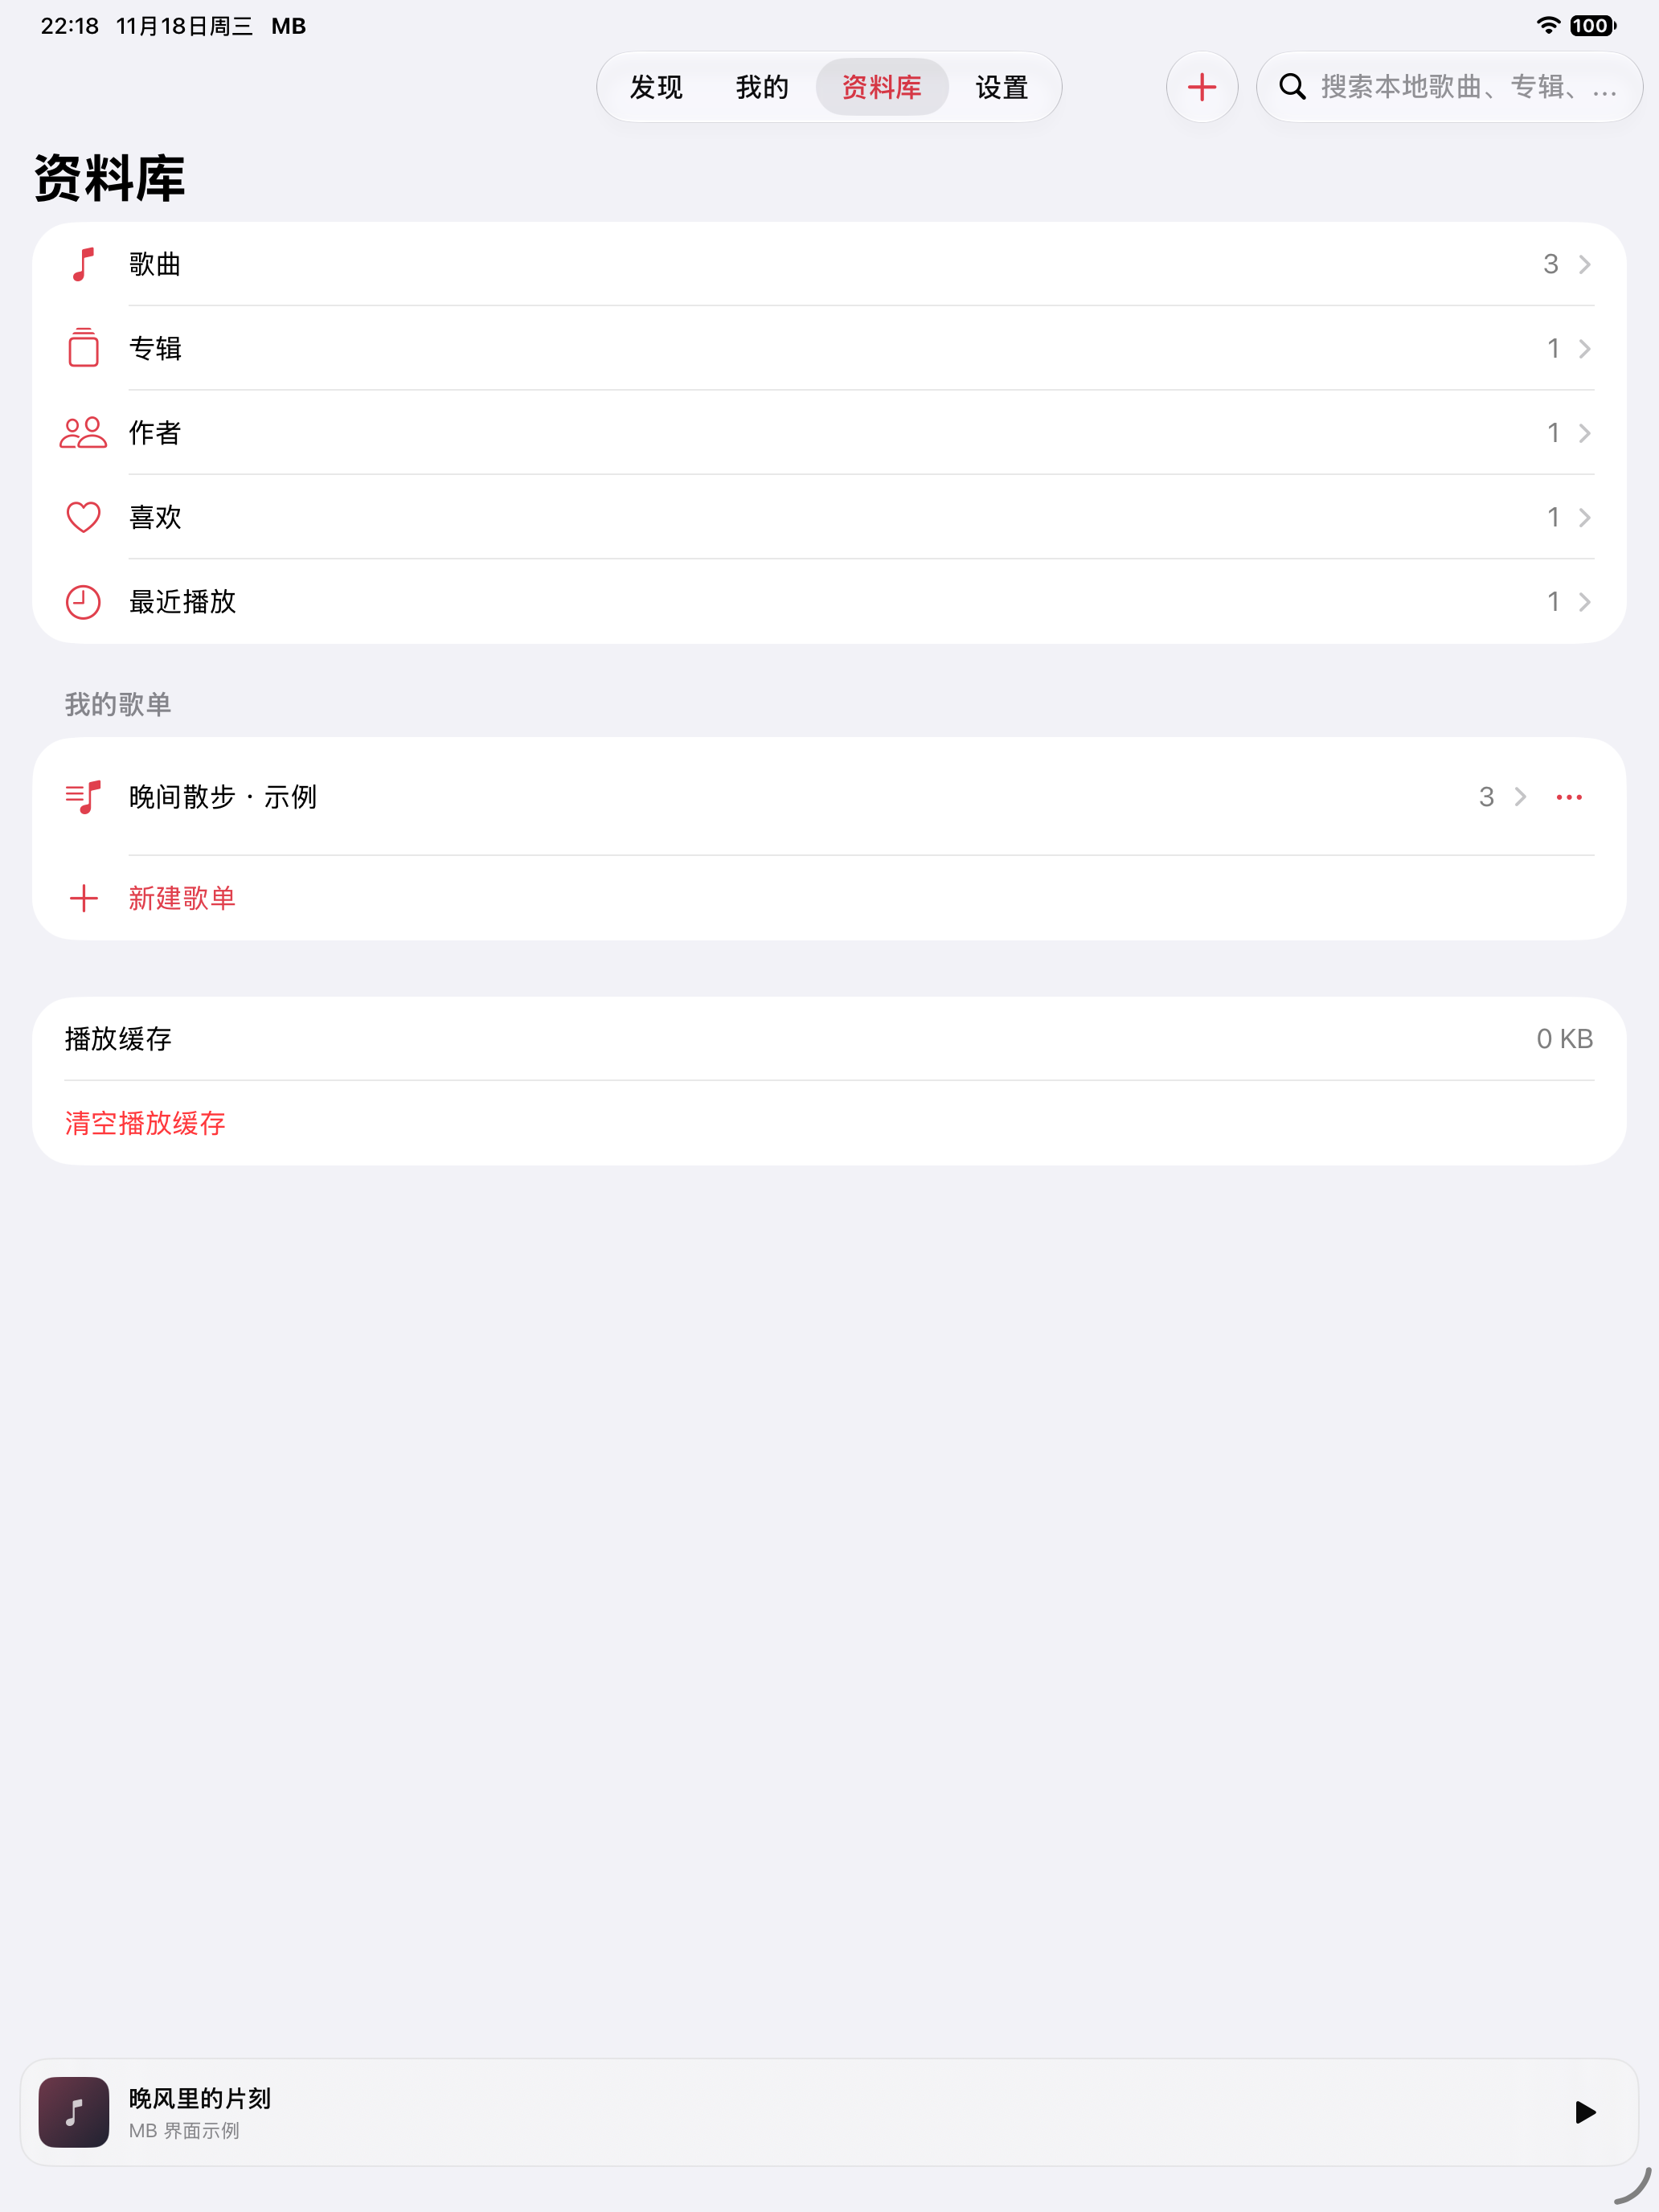 22:18 11月18日周三 MB
100
发现 我的 资料库 设置
搜索本地歌曲、专辑、...
资料库
歌曲 3
专辑 1
作者 1
喜欢 1
最近播放 1
我的歌单
晚间散步 · 示例 3
新建歌单
播放缓存 0 KB
清空播放缓存
晚风里的片刻
MB 界面示例